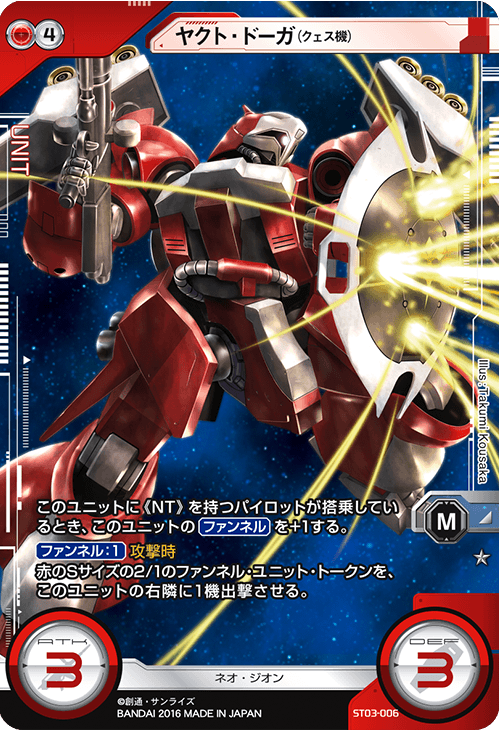 4
ヤクト・ドーガ(クェス機)
UNIT
Illus.Takumi Kousaka
このユニットに《NT》を持つパイロットが搭乗してい
るとき、このユニットの ファンネル を+1する。
ファンネル:1 攻撃時
赤のSサイズの2/1のファンネル・ユニット・トークンを、
このユニットの右隣に1機出撃させる。
M
ATK
3
DEF
3
ネオ・ジオン
©創通・サンライズ
BANDAI 2016 MADE IN JAPAN
ST03-006